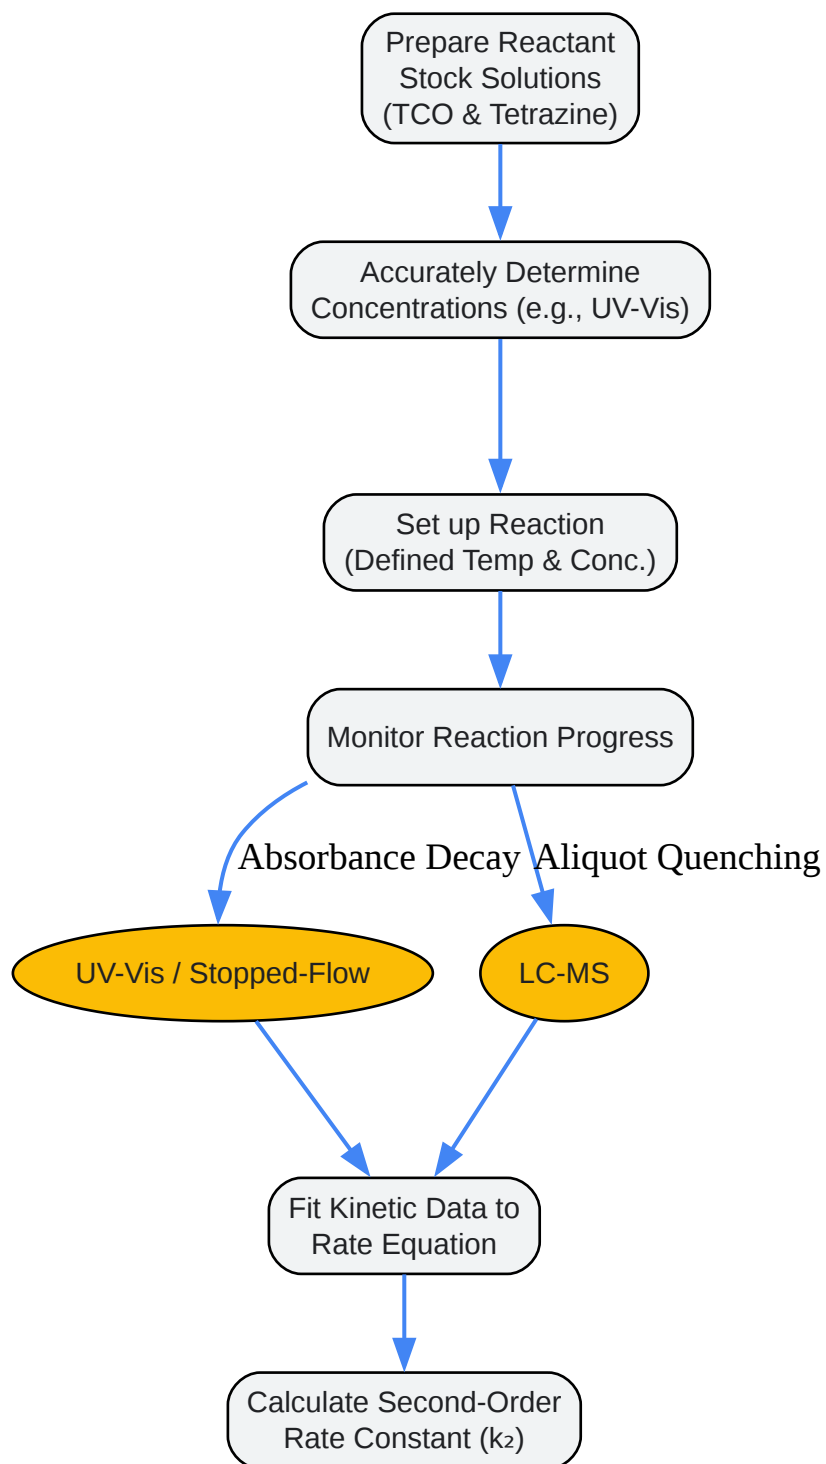 Prepare Reactant
Stock Solutions
(TCO & Tetrazine)
Accurately Determine
Concentrations (e.g., UV-Vis)
Set up Reaction
(Defined Temp & Conc.)
Monitor Reaction Progress
Absorbance Decay
Aliquot Quenching
UV-Vis / Stopped-Flow
LC-MS
Fit Kinetic Data to
Rate Equation
Calculate Second-Order
Rate Constant (k₂)